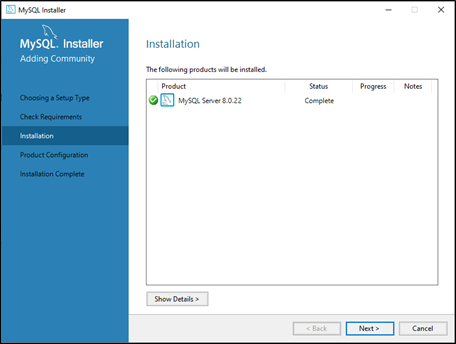 MySQL Installer
MySQL. Installer
Adding Community
Choosing a Setup Type
Check Requirements
Installation
Product Configuration
Installation Complete
Installation
The following products will be installed.
Product Status Progress Notes
MySQL Server 8.0.22 Complete
Show Details >
< Back Next > Cancel